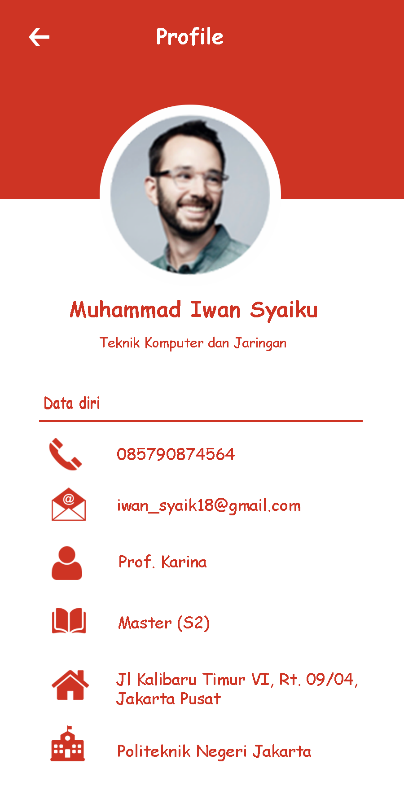 Profile
Muhammad Iwan Syaiku
Teknik Komputer dan Jaringan
Data diri
085790874564
iwan_syaik18@gmail.com
Prof. Karina
Master (S2)
Jl Kalibaru Timur VI, Rt. 09/04,
Jakarta Pusat
Politeknik Negeri Jakarta